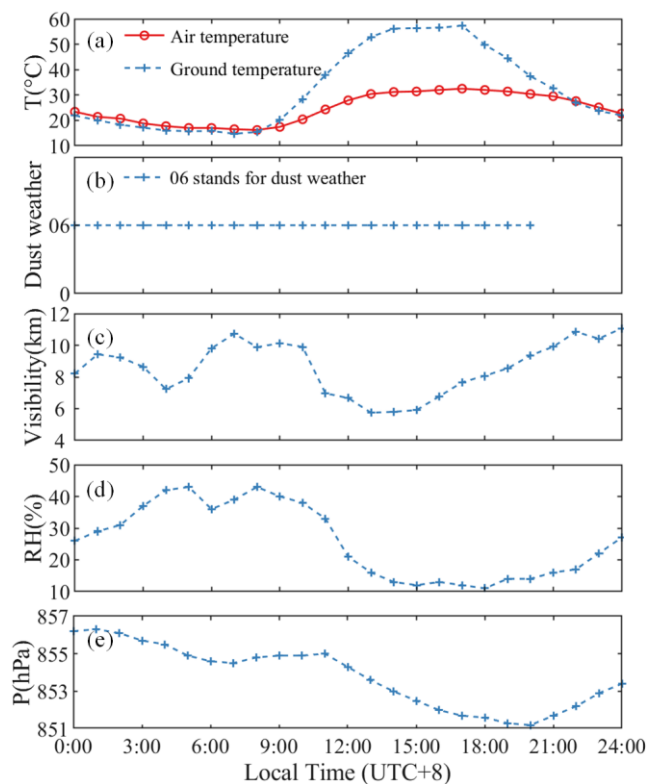 (a)
Air temperature
Ground temperature
T(°C)
60
50
40
30
20
10
(b)
06 stands for dust weather
Dust weather
06
0
(c)
Visibility(km)
12
10
8
6
4
(d)
RH(%)
50
40
30
20
10
(e)
P(hPa)
857
855
853
851
0:00 3:00 6:00 9:00 12:00 15:00 18:00 21:00 24:00
Local Time (UTC+8)